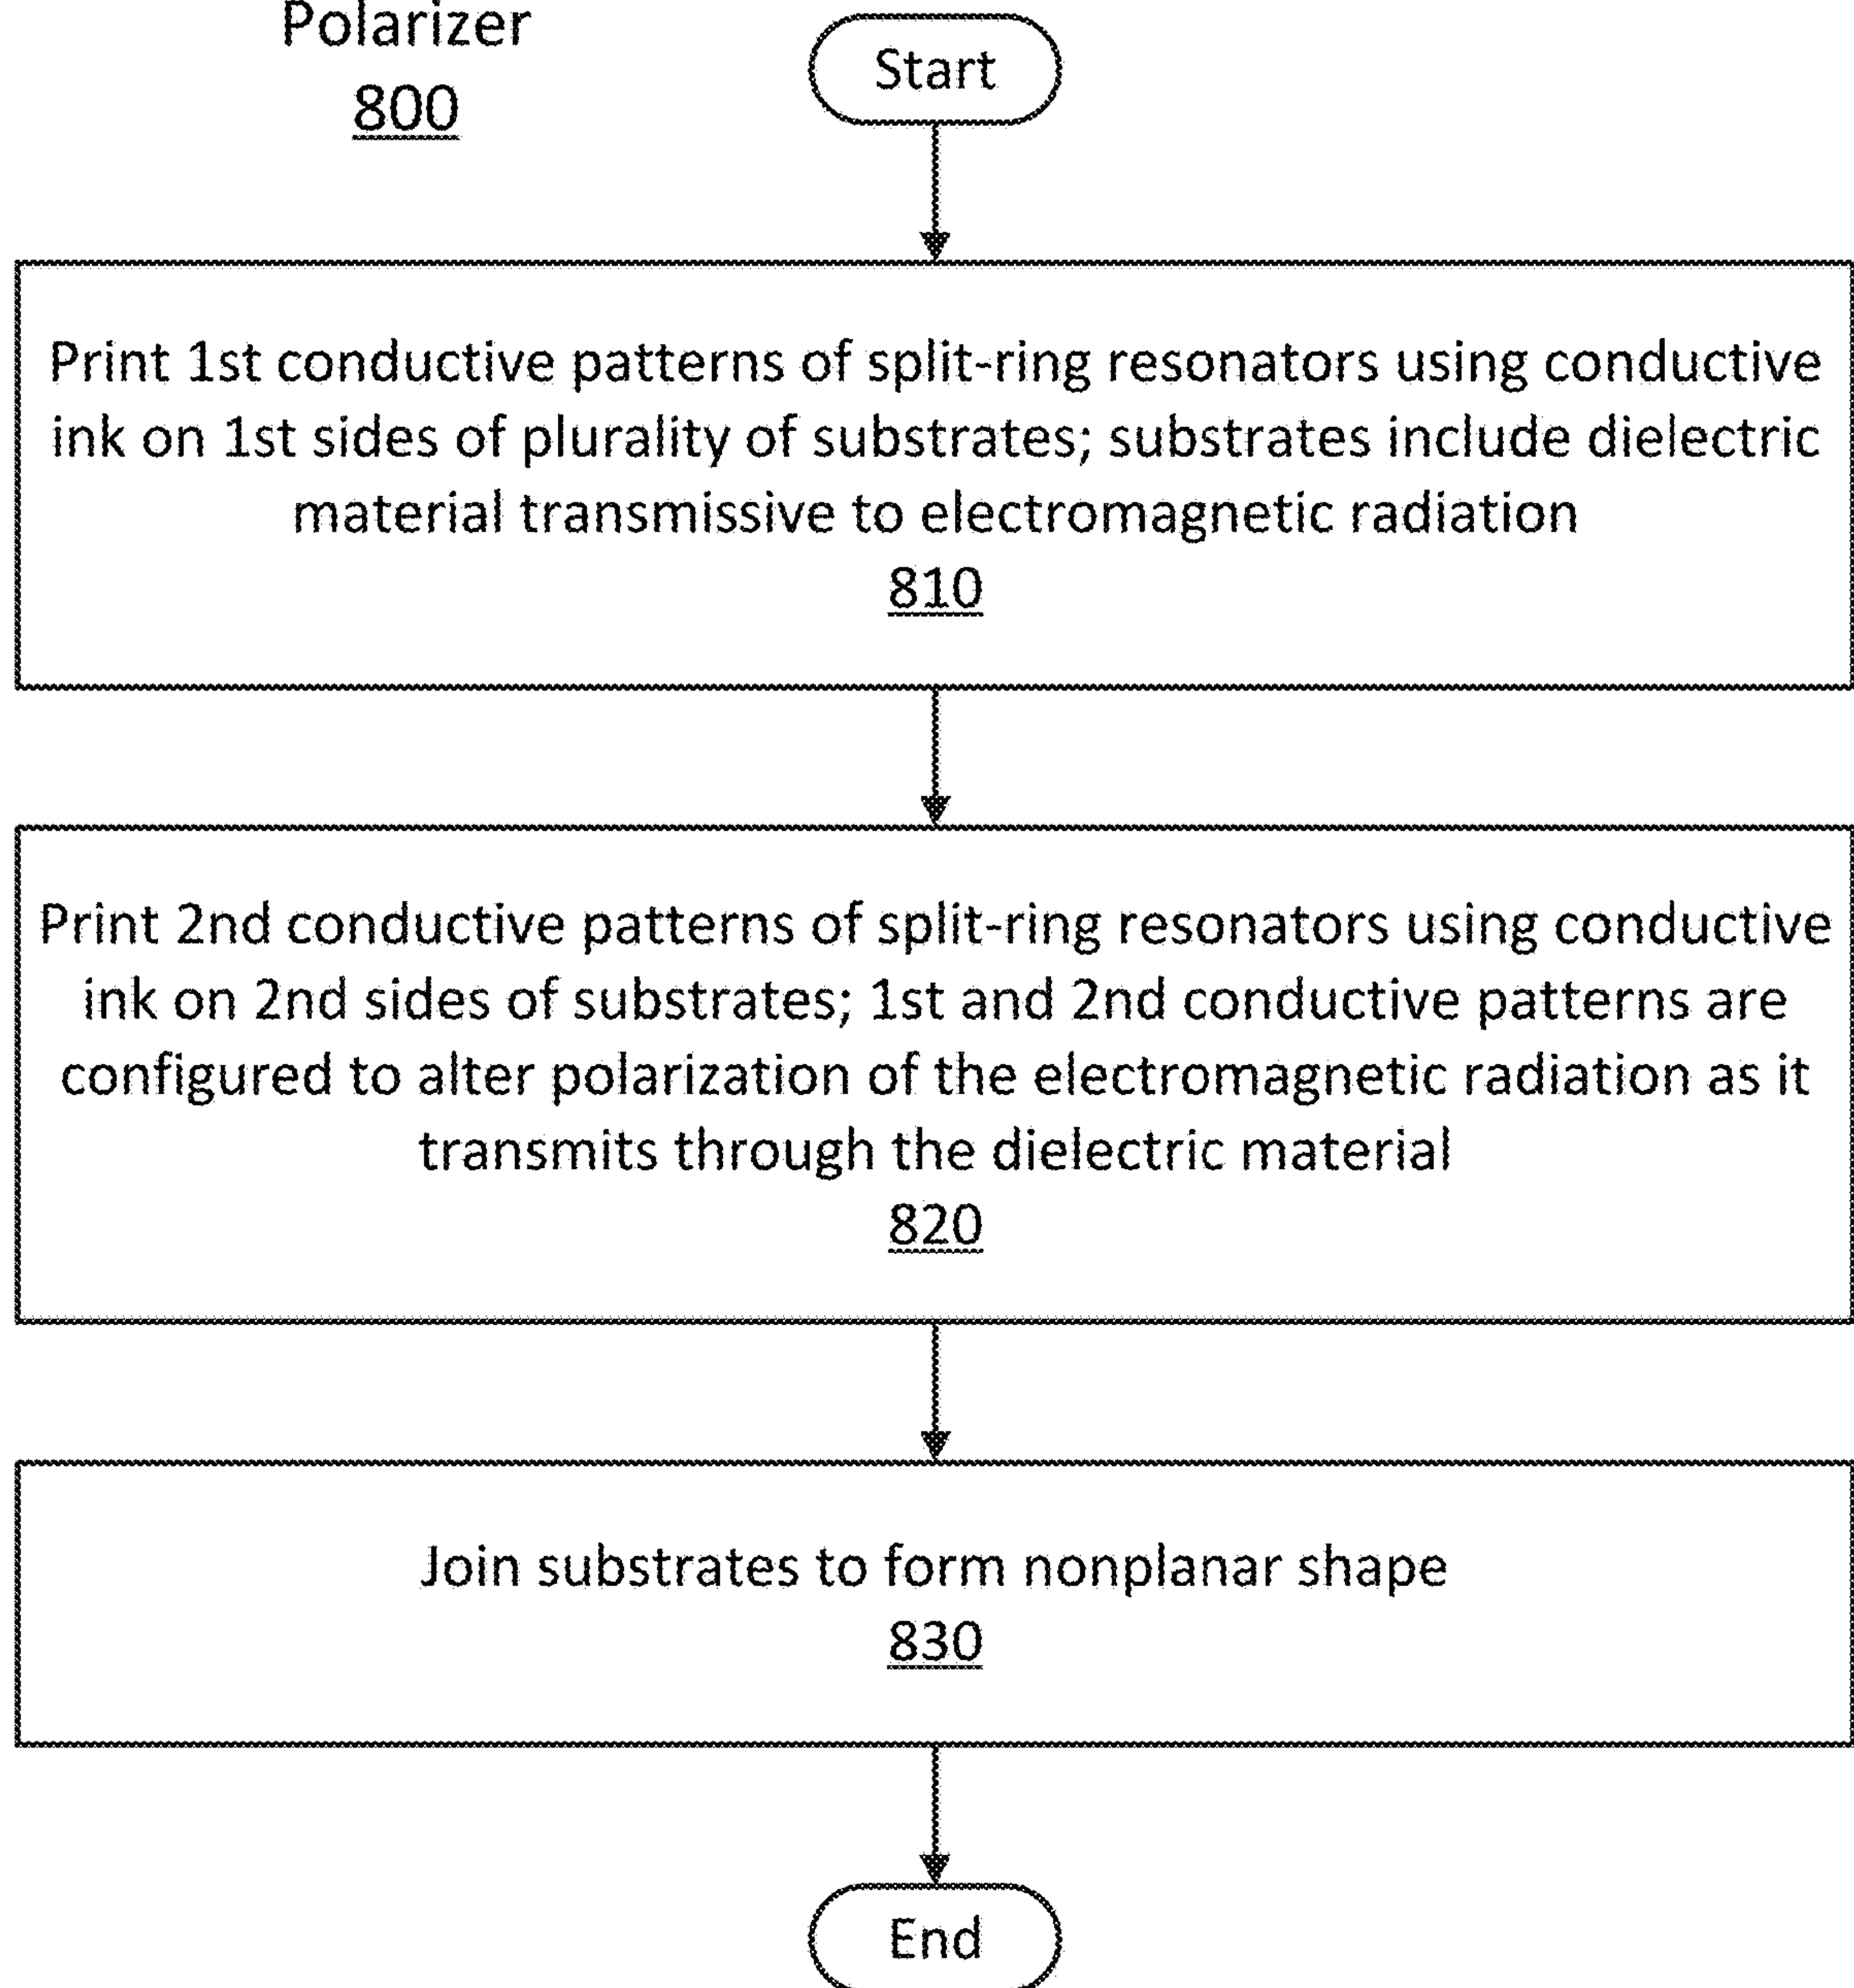 Polarizer
800
Start
Print 1st conductive patterns of split-ring resonators using conductive
ink on 1st sides of plurality of substrates; substrates include dielectric
material transmissive to electromagnetic radiation
810
Print 2nd conductive patterns of split-ring resonators using conductive
ink on 2nd sides of substrates; 1st and 2nd conductive patterns are
configured to alter polarization of the electromagnetic radiation as it
transmits through the dielectric material
820
Join substrates to form nonplanar shape
830
End